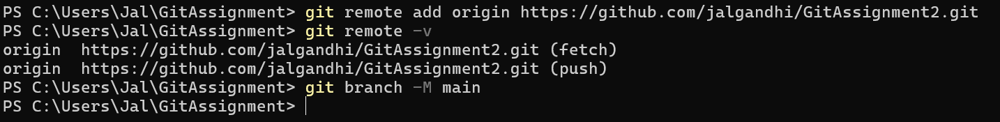 PS C:\Users\Jal\GitAssignment> git remote add origin https://github.com/jalgandhi/GitAssignment2.git
PS C:\Users\Jal\GitAssignment> git remote -v
origin  https://github.com/jalgandhi/GitAssignment2.git (fetch)
origin  https://github.com/jalgandhi/GitAssignment2.git (push)
PS C:\Users\Jal\GitAssignment> git branch -M main
PS C:\Users\Jal\GitAssignment>